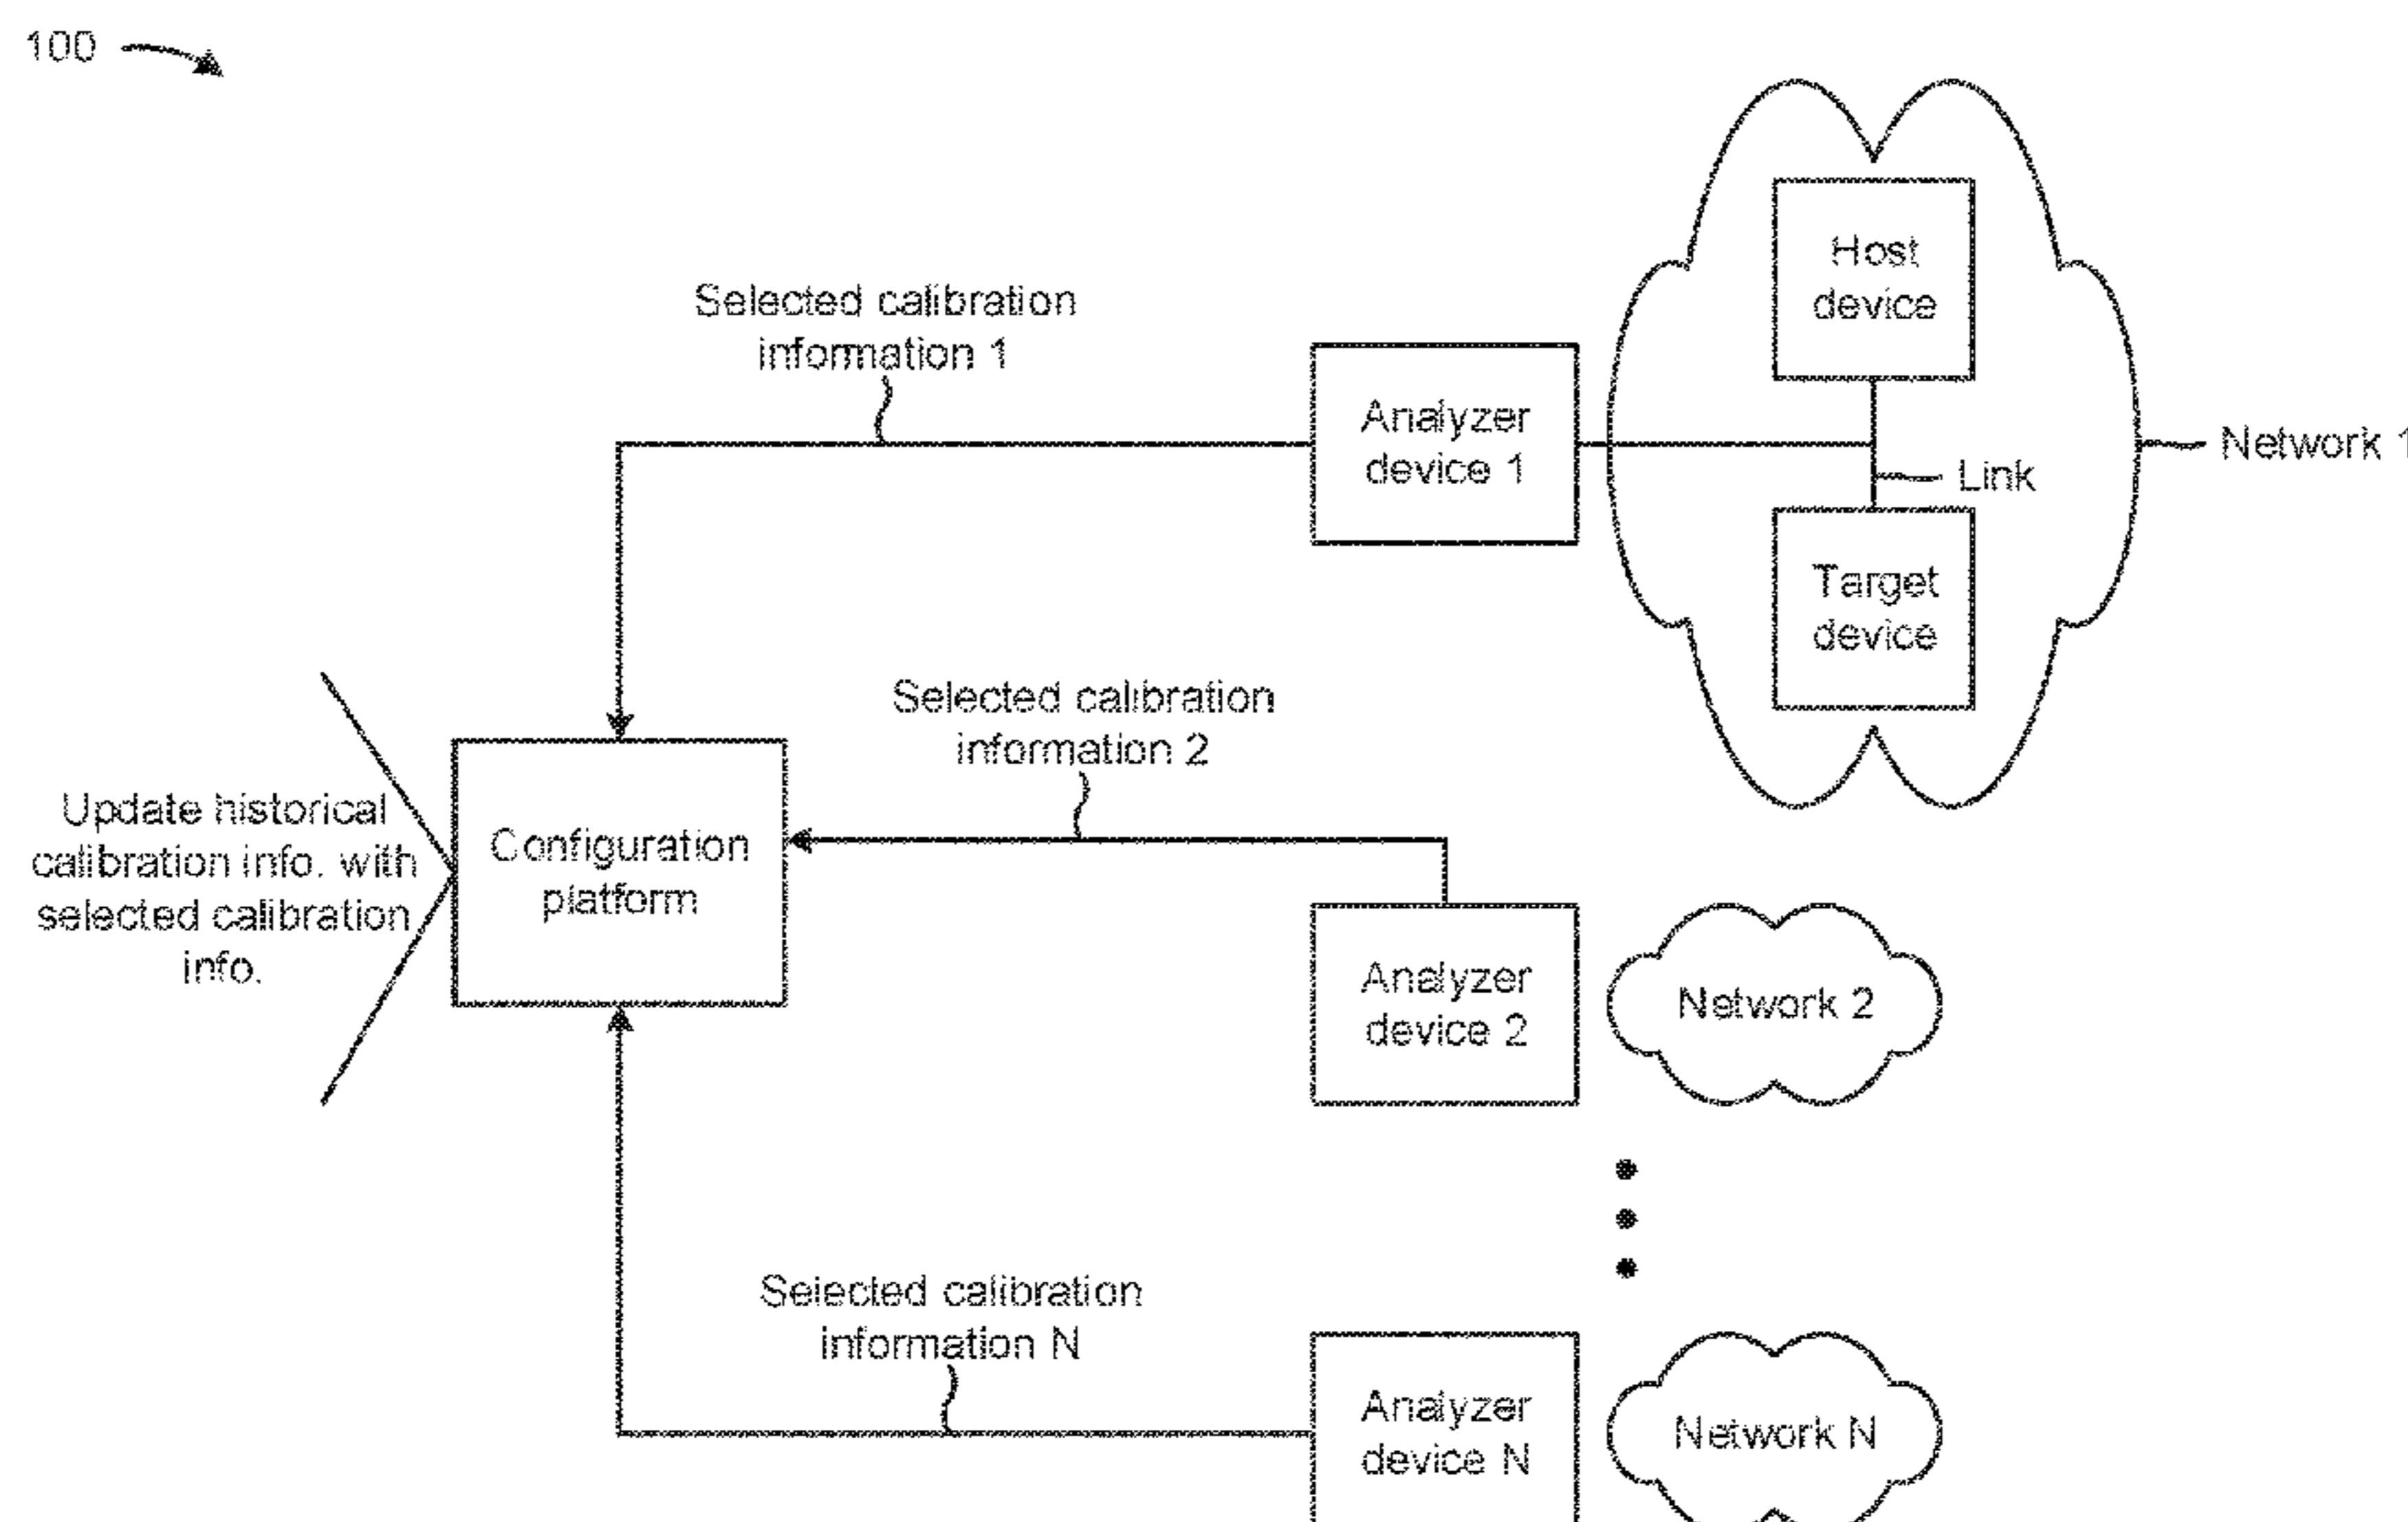 100
Host
device
Selected calibration
information 1
Analyzer
device 1
Network 1
Link
Target
device
Selected calibration
information 2
Update historical
calibration info. with
selected calibration
info.
Configuration
platform
Analyzer
device 2
Network 2
Selected calibration
information N
Analyzer
device N
Network N